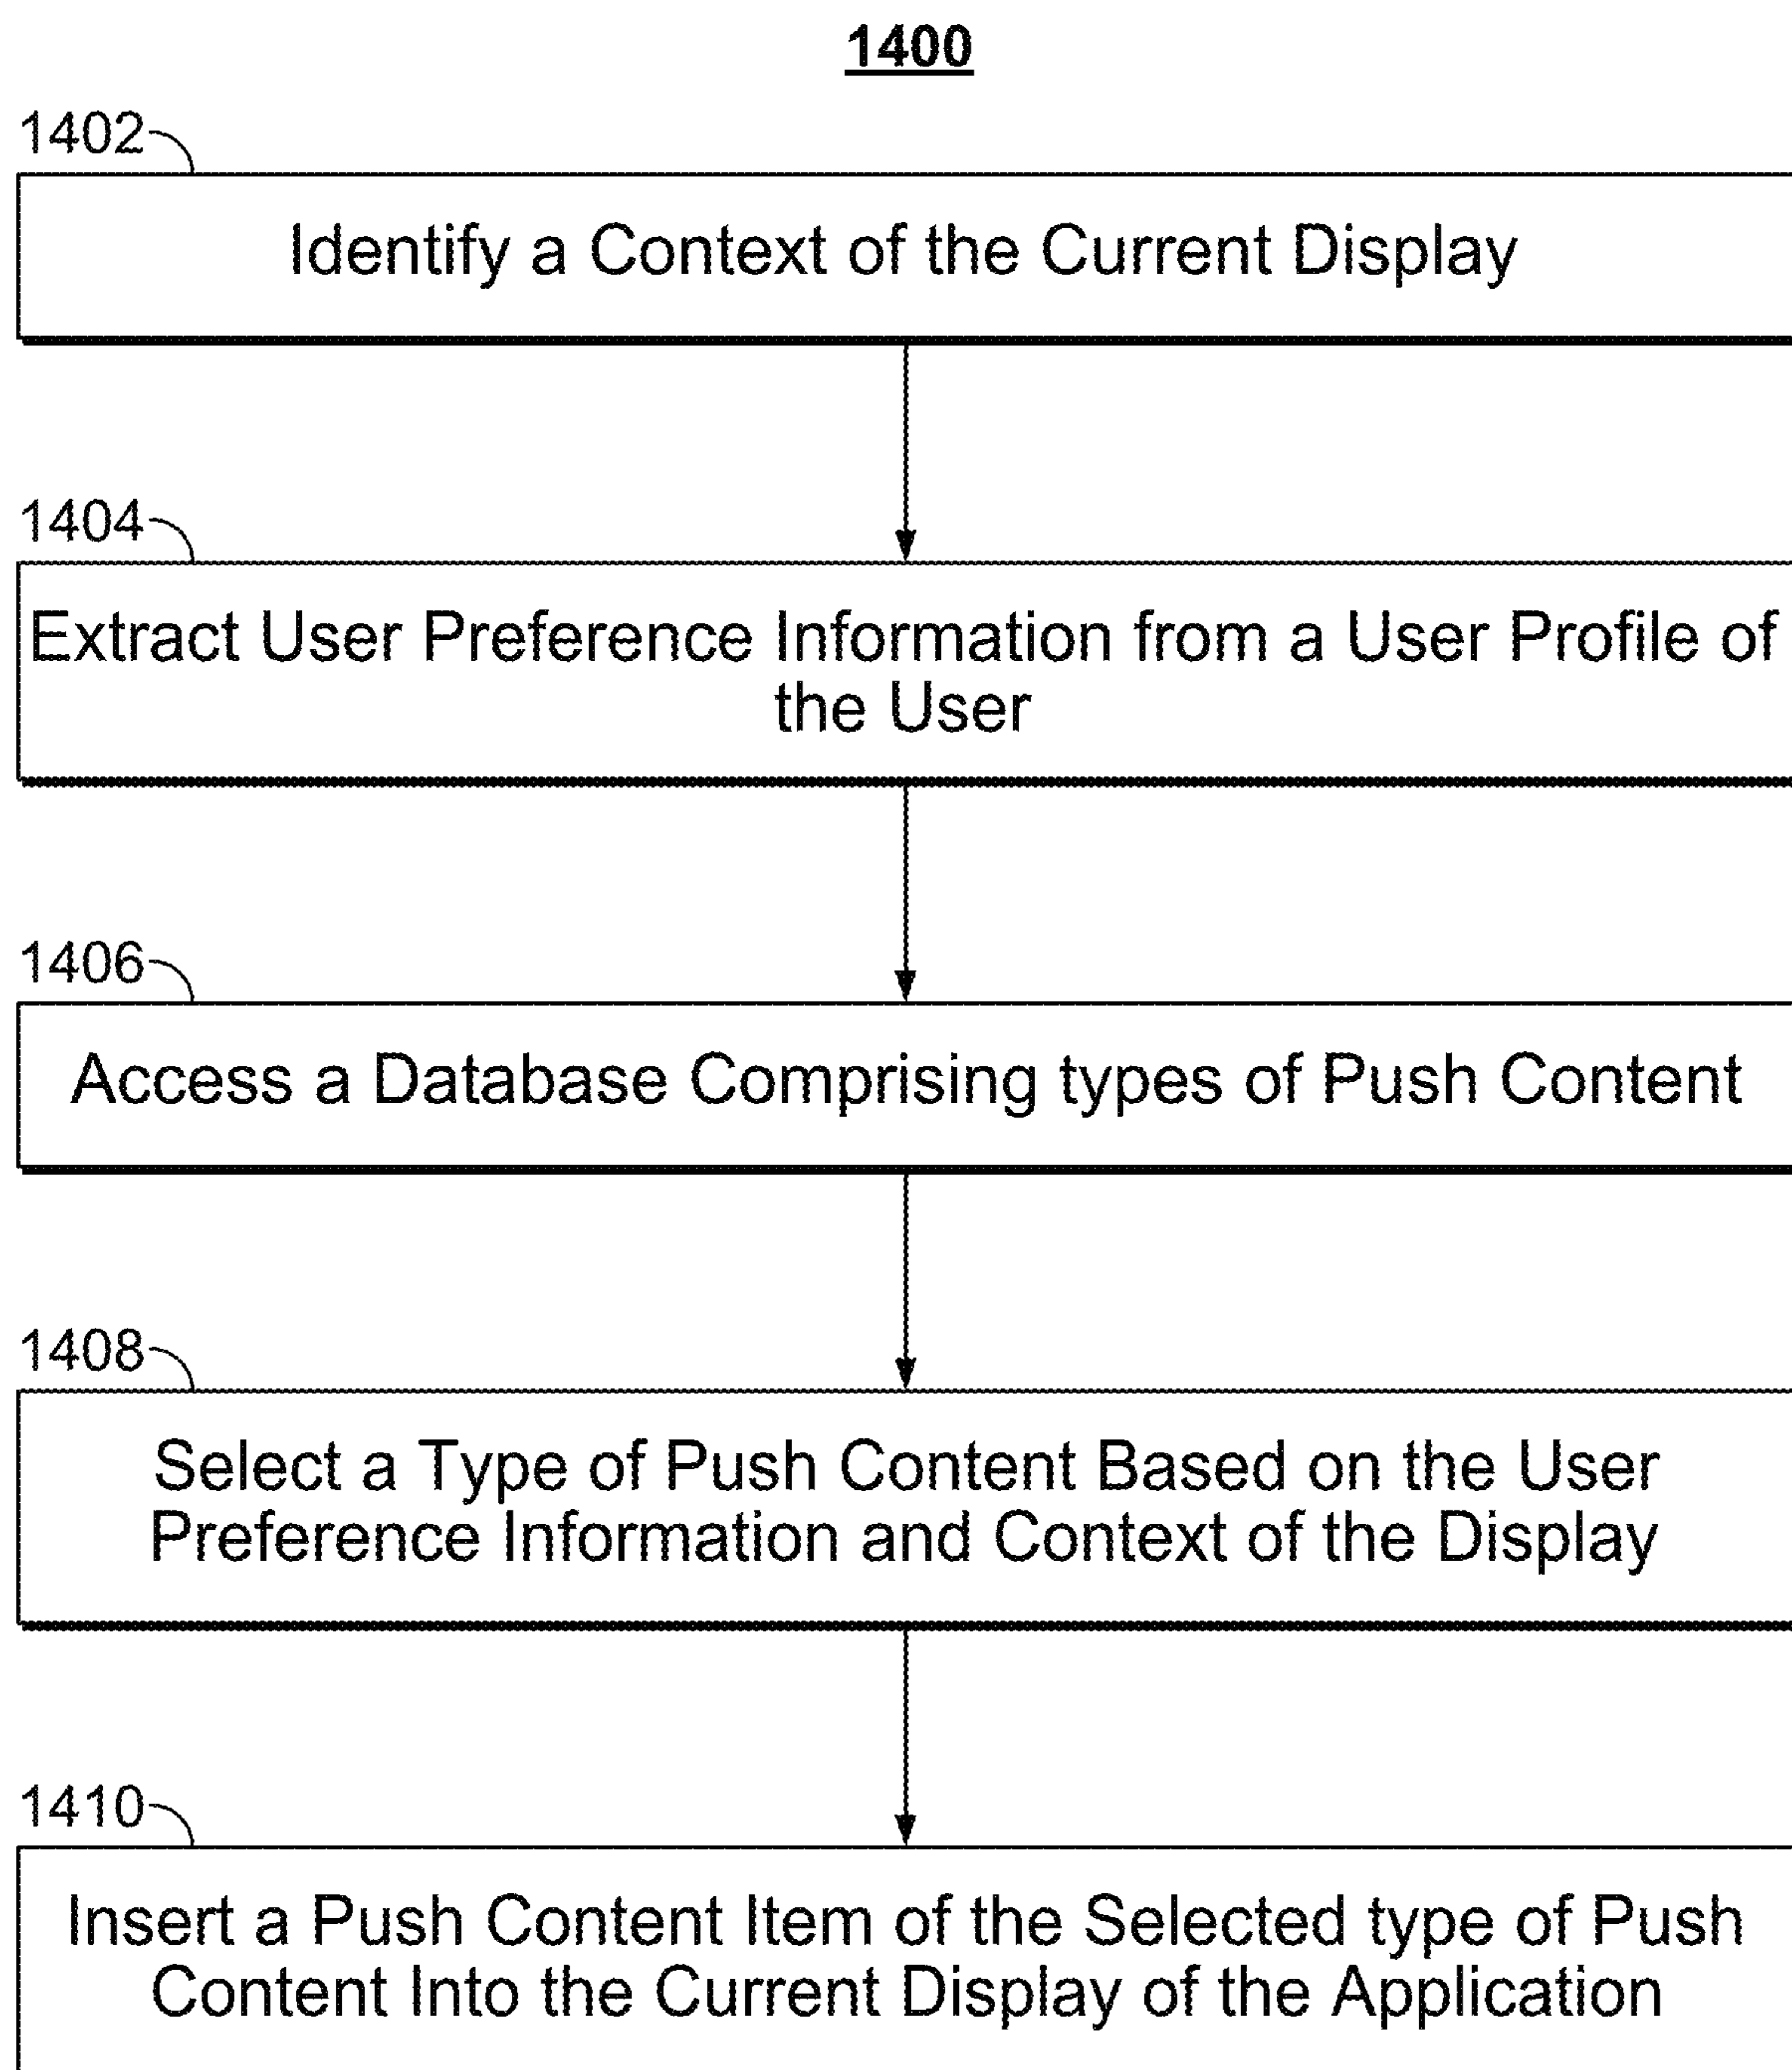 1400
1402
Identify a Context of the Current Display
1404
Extract User Preference Information from a User Profile of
the User
1406
Access a Database Comprising types of Push Content
1408
Select a Type of Push Content Based on the User
Preference Information and Context of the Display
1410
Insert a Push Content Item of the Selected type of Push
Content Into the Current Display of the Application